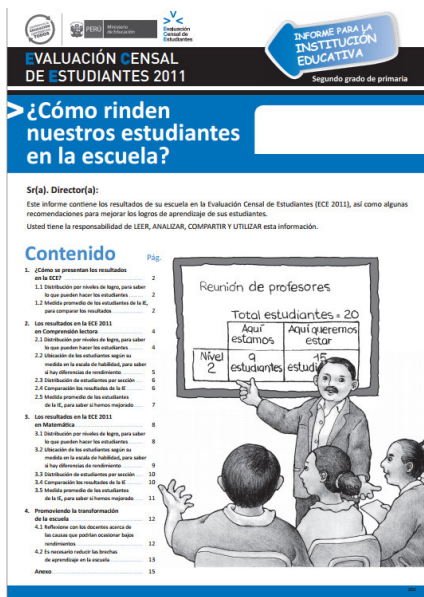 PERÚ
Ministerio
de Educación
Evaluación
Censal de
Estudiantes
INFORME PARA LA
INSTITUCIÓN
EDUCATIVA
EVALUACIÓN CENSAL
DE ESTUDIANTES 2011
Segundo grado de primaria
>¿Cómo rinden
nuestros estudiantes
en la escuela?
Sr(a). Director(a):
Este informe contiene los resultados de su escuela en la Evaluación Censal de Estudiantes (ECE 2011), así como algunas
recomendaciones para mejorar los logros de aprendizaje de sus estudiantes.
Usted tiene la responsabilidad de LEER, ANALIZAR, COMPARTIR Y UTILIZAR esta información.
Contenido Pág.
1. ¿Cómo se presentan los resultados
en la ECE? 2
1.1 Distribución por niveles de logro, para saber
lo que pueden hacer los estudiantes 2
1.2 Medida promedio de los estudiantes de la IE,
para comparar los resultados 2
2. Los resultados en la ECE 2011
en Comprensión lectora 4
2.1 Distribución por niveles de logro, para saber
lo que pueden hacer los estudiantes 4
2.2 Ubicación de los estudiantes según su
medida en la escala de habilidad, para saber
si hay diferencias de rendimiento 5
2.3 Distribución de estudiantes por sección 6
2.4 Comparación los resultados de la IE 6
2.5 Medida promedio de los estudiantes
de la IE, para saber si hemos mejorado 7
3. Los resultados en la ECE 2011
en Matemática 8
3.1 Distribución por niveles de logro, para saber
lo que pueden hacer los estudiantes 8
3.2 Ubicación de los estudiantes según su
medida en la escala de habilidad, para saber
si hay diferencias de rendimiento 9
3.3 Distribución de estudiantes por sección 10
3.4 Comparación los resultados de la IE 10
3.5 Medida promedio de los estudiantes
de la IE, para saber si hemos mejorado 11
4. Promoviendo la transformación
de la escuela 12
4.1 Reflexione con los docentes acerca de
las causas que podrían ocasionar bajos
rendimientos 12
4.2 Es necesario reducir las brechas
de aprendizaje en la escuela 13
Anexo 15
Reunión de profesores
Total estudiantes = 20
Aquí
estamos
Aquí queremos
estar
Nivel
2
9
estudiantes
15
estudi